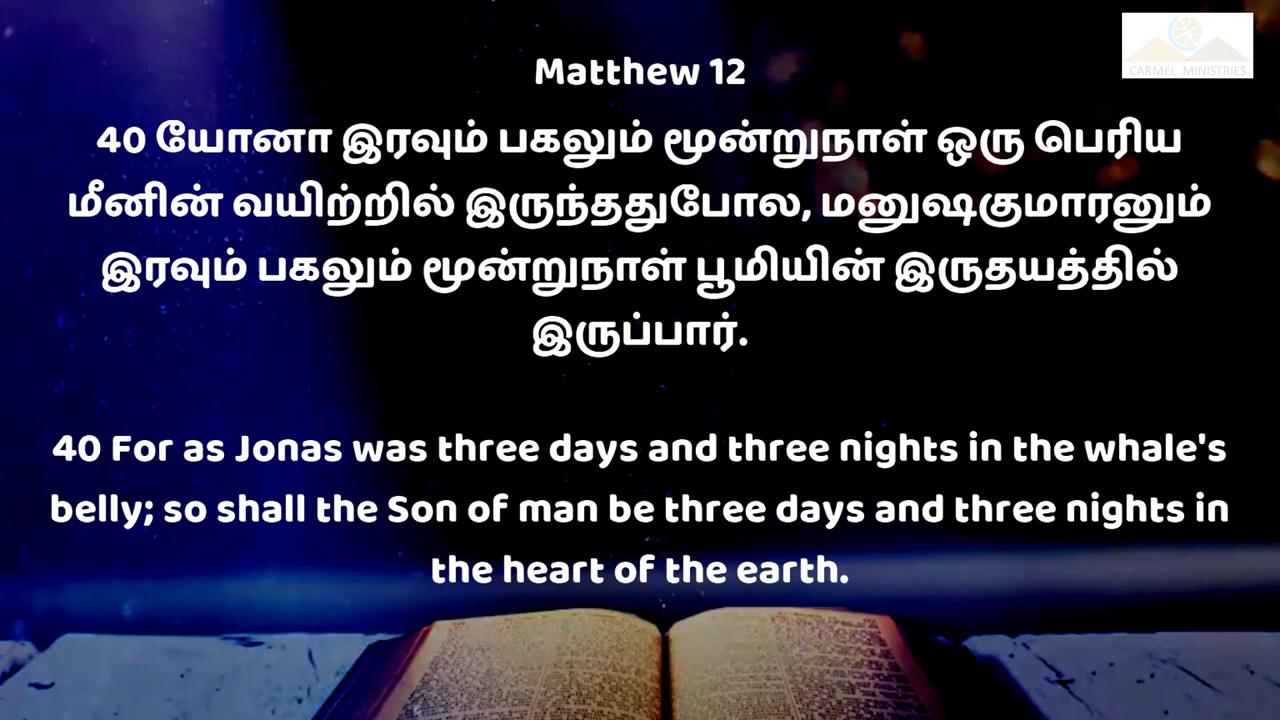 CARMEL MINISTRIES
Matthew 12
40 யோனா இரவும் பகலும் மூன்றுநாள் ஒரு பெரிய
மீனின் வயிற்றில் இருந்ததுபோல, மனுஷகுமாரனும்
இரவும் பகலும் மூன்றுநாள் பூமியின் இருதயத்தில்
இருப்பார்.
40 For as Jonas was three days and three nights in the whale's
belly; so shall the Son of man be three days and three nights in
the heart of the earth.